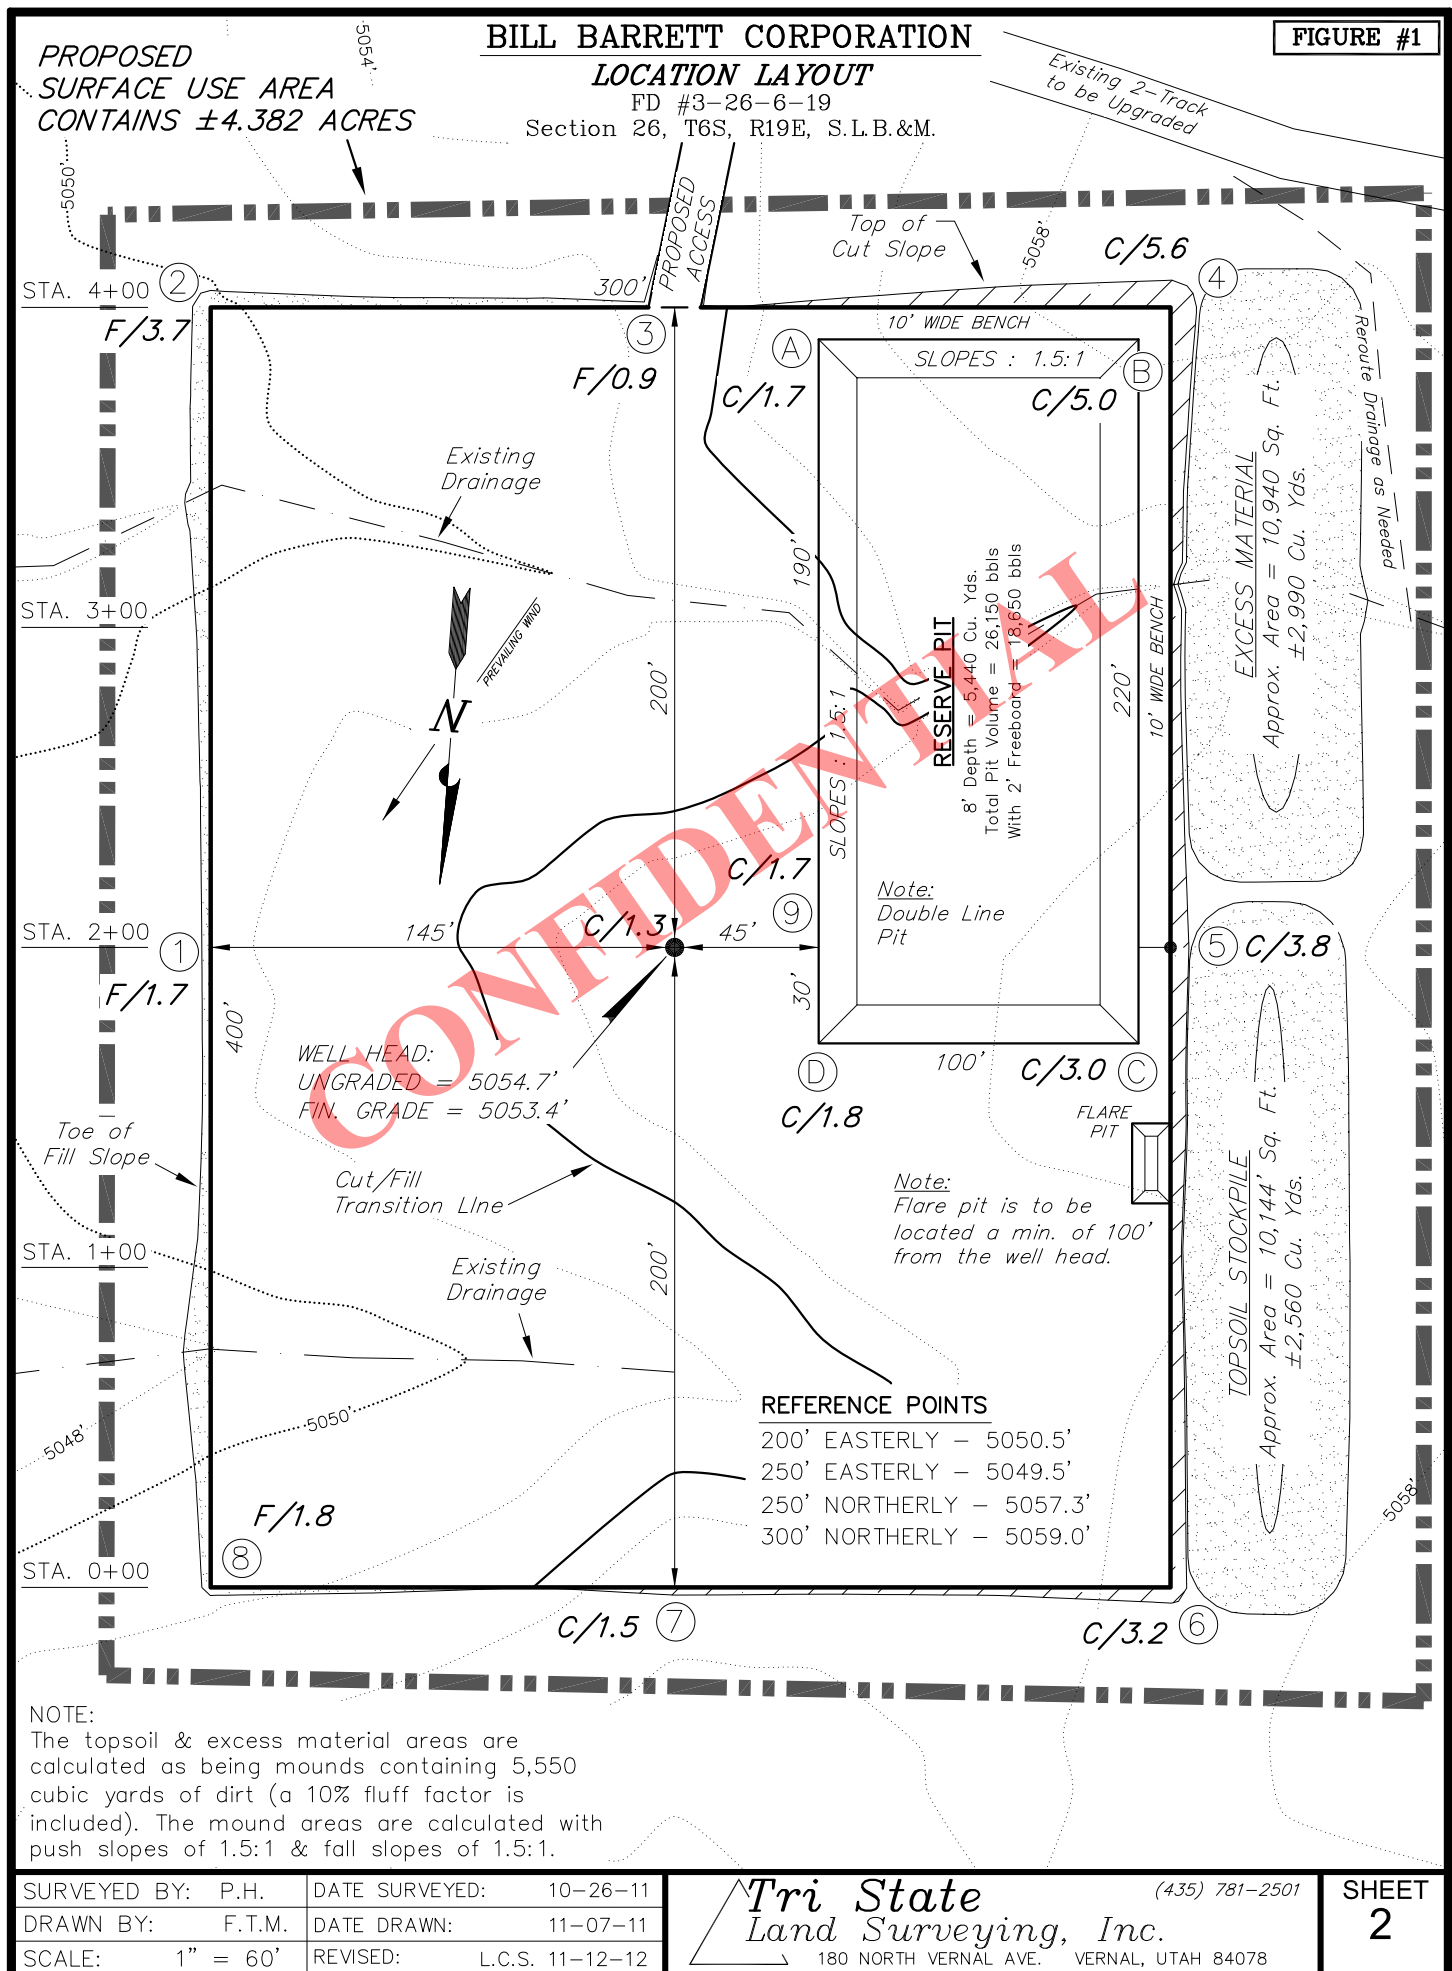 BILL BARRETT CORPORATION
LOCATION LAYOUT
FD #3-26-6-19
Section 26, T6S, R19E, S.L.B.&M.
FIGURE #1
PROPOSED
SURFACE USE AREA
CONTAINS ±4.382 ACRES
5054'
5050'
Existing 2-Track
to be Upgraded
PROPOSED
ACCESS
Top of
Cut Slope
5058'
C/5.6
4
STA. 4+00
2
F/3.7
300'
3
F/0.9
10' WIDE BENCH
A
SLOPES : 1.5:1
B
C/1.7
C/5.0
Reroute Drainage as Needed
Existing
Drainage
EXCESS MATERIAL
Approx. Area = 10,940 Sq. Ft.
±2,990 Cu. Yds.
STA. 3+00
PREVAILING WIND
N
200'
190'
RESERVE PIT
8' Depth = 5,440 Cu. Yds.
Total Pit Volume = 26,150 bbls
With 2' Freeboard = 18,650 bbls
220'
10' WIDE BENCH
SLOPES : 1.5:1
CONFIDENTIAL
C/1.7
9
Note:
Double Line
Pit
STA. 2+00
1
F/1.7
145'
C/1.3
45'
5
C/3.8
30'
400'
WELL HEAD:
UNGRADED = 5054.7'
FIN. GRADE = 5053.4'
D
100'
C/3.0
C
C/1.8
FLARE
PIT
Toe of
Fill Slope
Cut/Fill
Transition LIne
Note:
Flare pit is to be
located a min. of 100'
from the well head.
TOPSOIL STOCKPILE
Approx. Area = 10,144' Sq. Ft.
±2,560 Cu. Yds.
STA. 1+00
Existing
Drainage
200'
5048'
5050'
REFERENCE POINTS
200' EASTERLY - 5050.5'
250' EASTERLY - 5049.5'
250' NORTHERLY - 5057.3'
300' NORTHERLY - 5059.0'
5058'
F/1.8
8
STA. 0+00
C/1.5
7
C/3.2
6
NOTE:
The topsoil & excess material areas are
calculated as being mounds containing 5,550
cubic yards of dirt (a 10% fluff factor is
included). The mound areas are calculated with
push slopes of 1.5:1 & fall slopes of 1.5:1.
SURVEYED BY: P.H.
DATE SURVEYED: 10-26-11
DRAWN BY: F.T.M.
DATE DRAWN: 11-07-11
SCALE: 1" = 60'
REVISED: L.C.S. 11-12-12
Tri State
(435) 781-2501
Land Surveying, Inc.
180 NORTH VERNAL AVE. VERNAL, UTAH 84078
SHEET
2